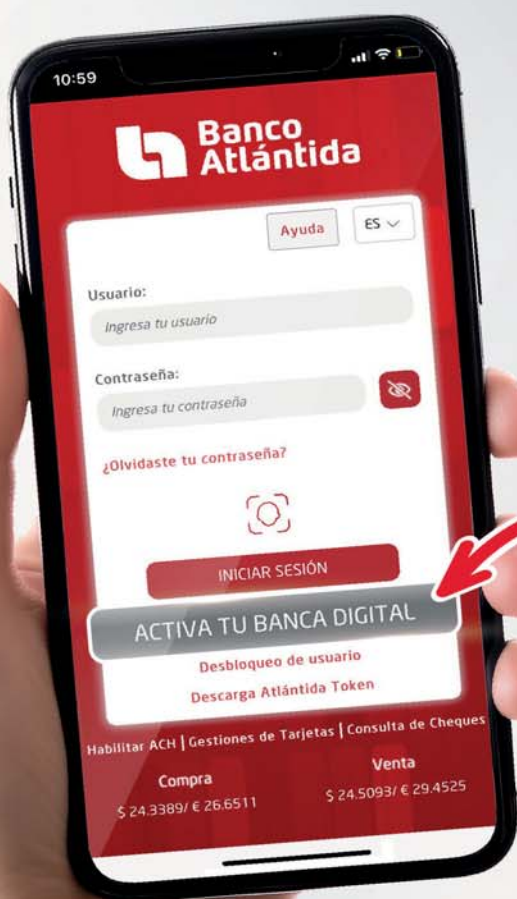 10:59
Banco
Atlántida
Ayuda
ES
Usuario:
Ingresa tu usuario
Contraseña:
Ingresa tu contraseña
¿Olvidaste tu contraseña?
INICIAR SESIÓN
ACTIVA TU BANCA DIGITAL
Desbloqueo de usuario
Descarga Atlántida Token
Habilitar ACH | Gestiones de Tarjetas | Consulta de Cheques
Compra Venta
$ 24.3389/ € 26.6511 $ 24.5093/ € 29.4525